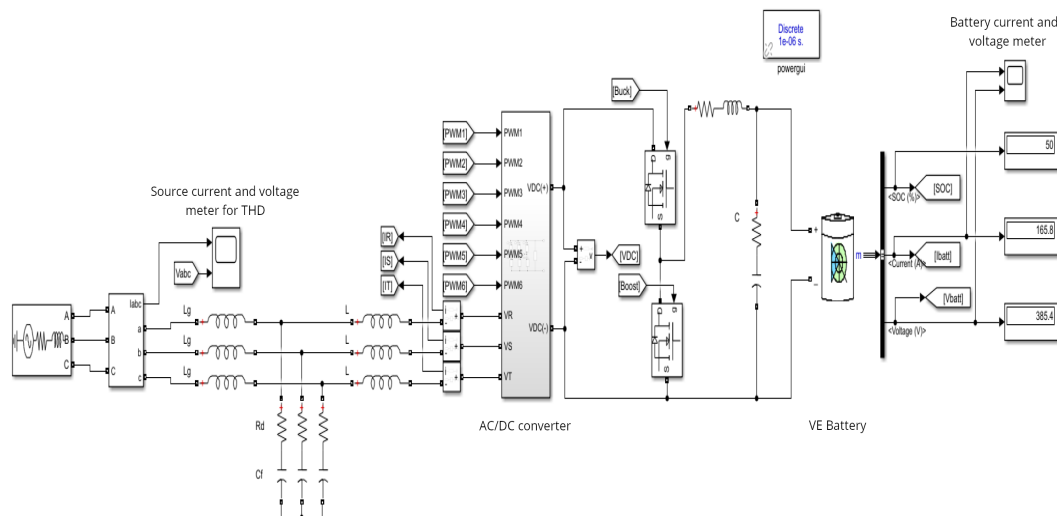 Battery current and
voltage meter
Discrete
1e-06 s.
powergui
[Buck]
[PWM1]
PWM1
[PWM2]
PWM2
[PWM3]
PWM3
[PWM4]
PWM4
[PWM5]
PWM5
[PWM6]
PWM6
VDC(+)
VDC(-)
VR
VS
VT
Source current and voltage
meter for THD
[IR]
[IS]
[IT]
Vabc
Iabc
A
B
C
A
B
C
a
b
c
Lg
Lg
Lg
L
L
L
i
+
-
i
+
-
i
+
-
Rd
Cf
g
D
S
+
-
v
[VDC]
[Boost]
g
D
S
C
+
-
m
50
<SOC (%)>
[SOC]
165.8
<Current (A)>
[Ibatt]
[Vbatt]
385.4
<Voltage (V)>
AC/DC converter
VE Battery